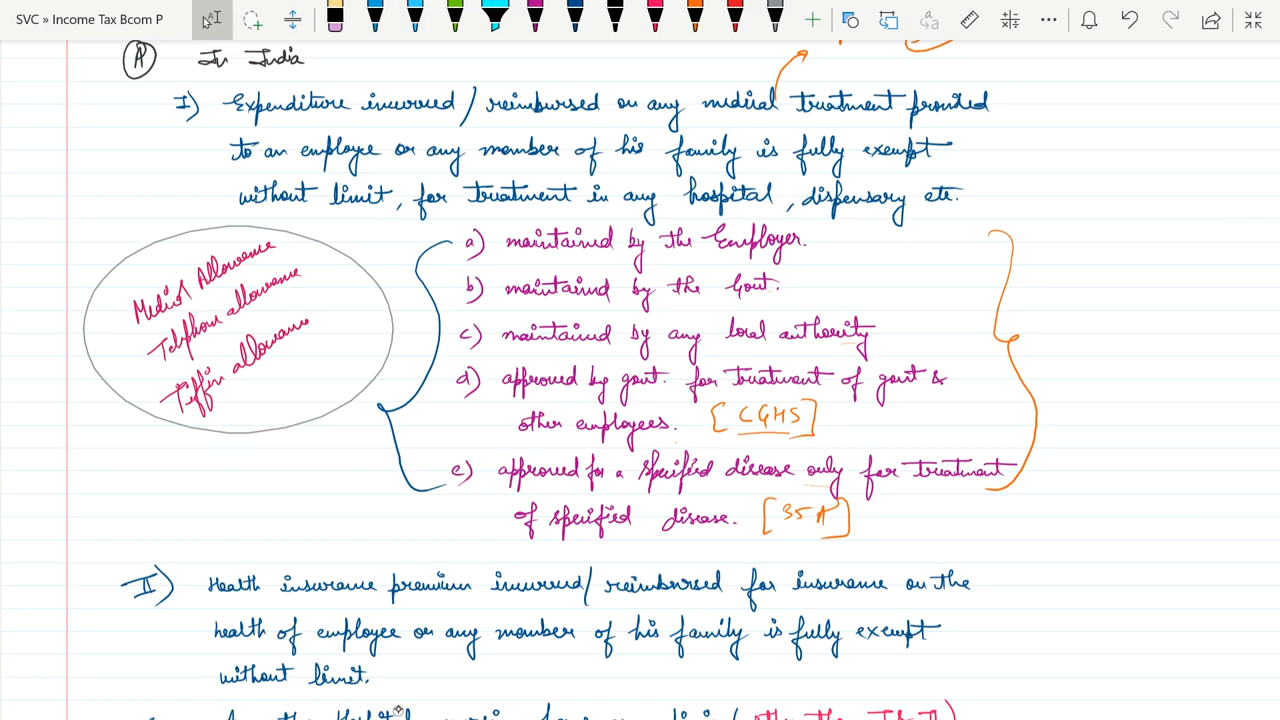 SVC » Income Tax Bcom P
A In India
I) Expenditure incurred / reimbursed on any medical treatment provided
to an employee or any member of his family is fully exempt
without limit, for treatment in any hospital, dispensary etc.
a) maintained by the Employer.
b) maintained by the Govt.
c) maintained by any local authority
d) approved by govt. for treatment of govt &
other employees. [CGHS]
e) approved for a specified disease only for treatment
of specified disease. [35A]
Medical Allowance
Telephone allowance
Tiffin allowance
II) Health insurance premium incurred/reimbursed for insurance on the
health of employee or any member of his family is fully exempt
without limit.